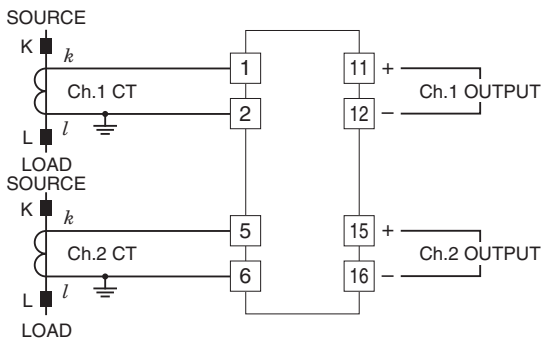 SOURCE
K
k
1
11 +
Ch.1 CT
Ch.1 OUTPUT
2
12 –
l
L
LOAD
SOURCE
K
k
5
15 +
Ch.2 CT
Ch.2 OUTPUT
6
16 –
l
L
LOAD